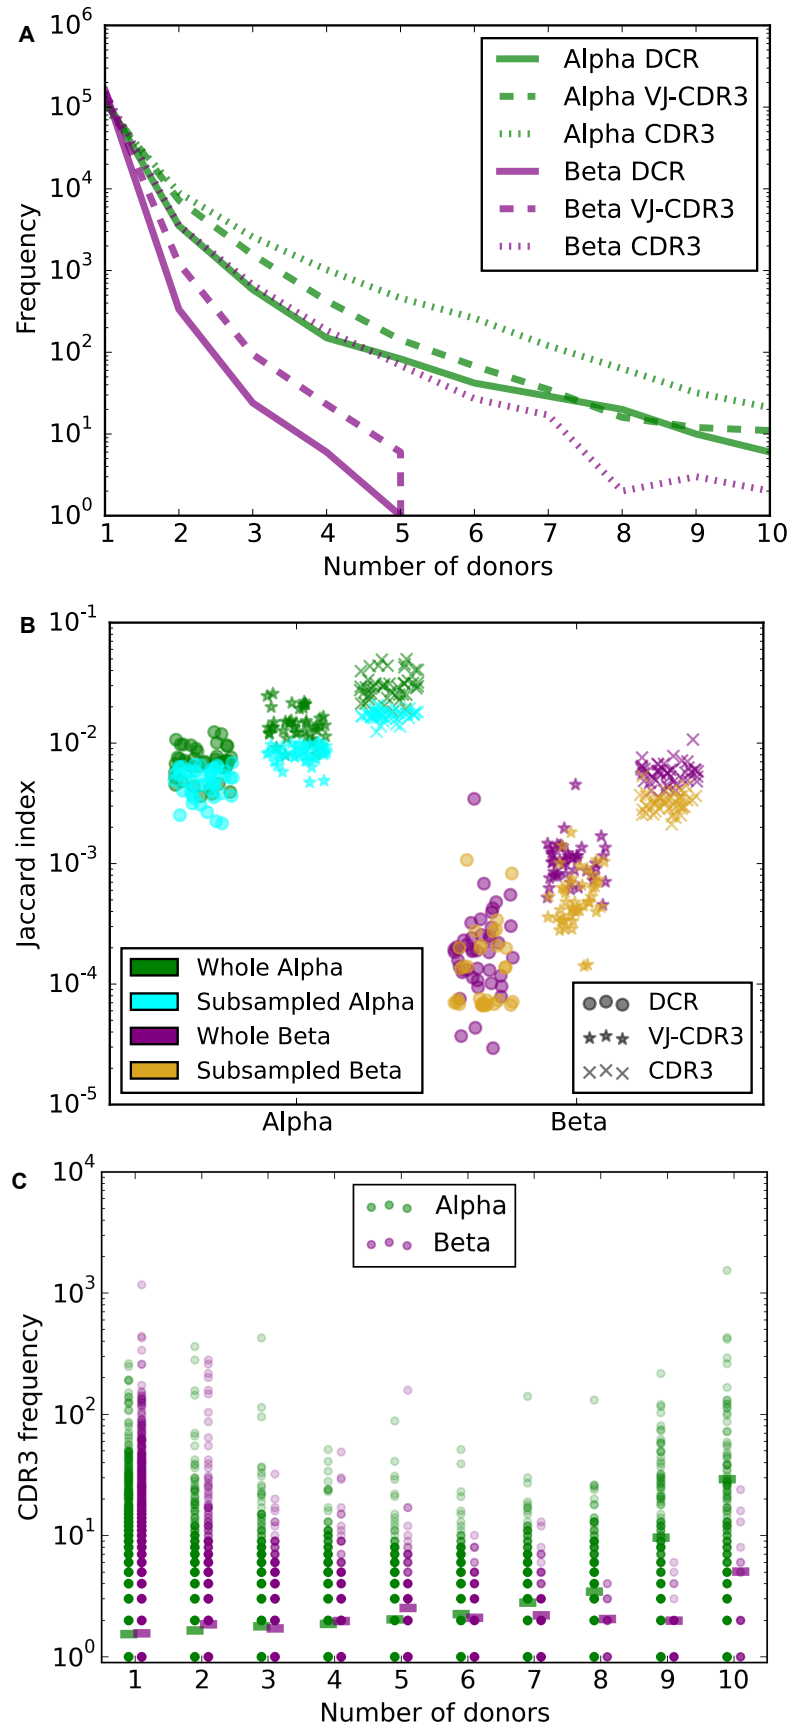 A
10^6
10^5
10^4
10^3
10^2
10^1
10^0
Frequency
Alpha DCR
Alpha VJ-CDR3
Alpha CDR3
Beta DCR
Beta VJ-CDR3
Beta CDR3
1 2 3 4 5 6 7 8 9 10
Number of donors
B
10^-1
10^-2
10^-3
10^-4
10^-5
Jaccard index
Whole Alpha
Subsampled Alpha
Whole Beta
Subsampled Beta
DCR
VJ-CDR3
CDR3
Alpha Beta
C
10^4
10^3
10^2
10^1
10^0
CDR3 frequency
Alpha
Beta
1 2 3 4 5 6 7 8 9 10
Number of donors